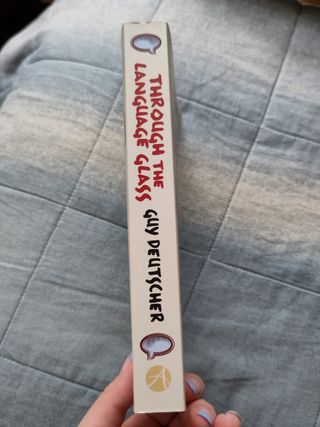 THROUGH THE
LANGUAGE GLASS
GUY DEUTSCHER